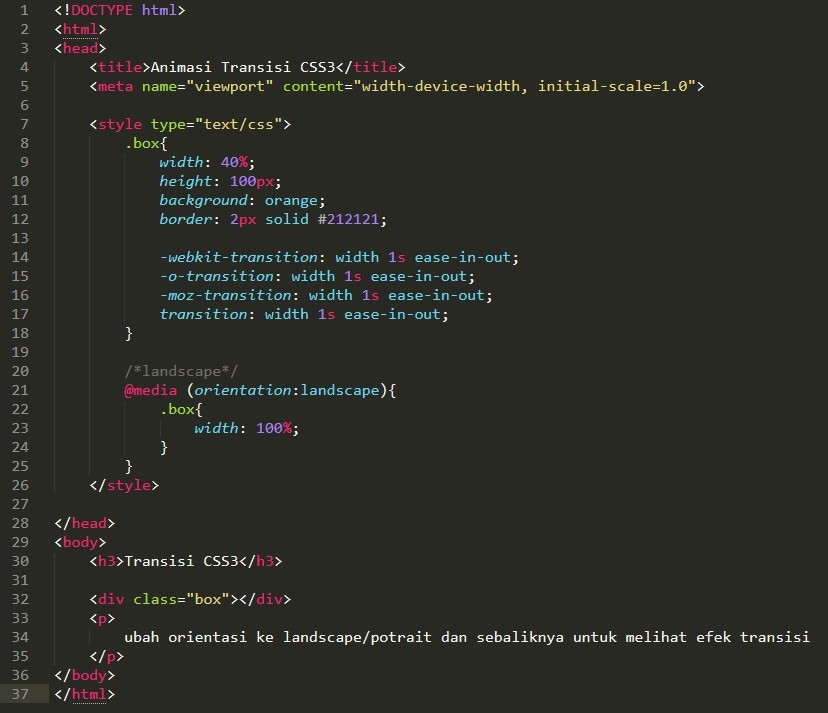 1 <!DOCTYPE html>
2 <html>
3 <head>
4     <title>Animasi Transisi CSS3</title>
5     <meta name="viewport" content="width-device-width, initial-scale=1.0">
6
7     <style type="text/css">
8         .box{
9             width: 40%;
10             height: 100px;
11             background: orange;
12             border: 2px solid #212121;
13
14             -webkit-transition: width 1s ease-in-out;
15             -o-transition: width 1s ease-in-out;
16             -moz-transition: width 1s ease-in-out;
17             transition: width 1s ease-in-out;
18         }
19
20         /*landscape*/
21         @media (orientation:landscape){
22             .box{
23                 width: 100%;
24             }
25         }
26     </style>
27
28 </head>
29 <body>
30     <h3>Transisi CSS3</h3>
31
32     <div class="box"></div>
33     <p>
34         ubah orientasi ke landscape/potrait dan sebaliknya untuk melihat efek transisi
35     </p>
36 </body>
37 </html>